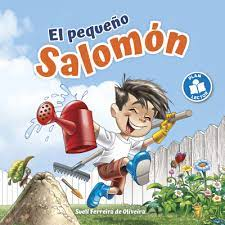 El pequeño
Salomón
PLAN
LECTOR
Sueli Ferreira de Oliveira